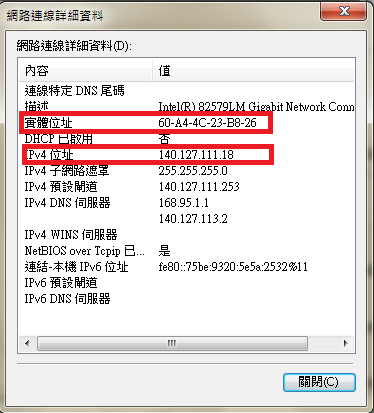 網路連線詳細資料
網路連線詳細資料(D):
內容 值
連線特定 DNS 尾碼
描述 Intel(R) 82579LM Gigabit Network Conn
實體位址 60-A4-4C-23-B8-26
DHCP 已啟用 否
IPv4 位址 140.127.111.18
IPv4 子網路遮罩 255.255.255.0
IPv4 預設閘道 140.127.111.253
IPv4 DNS 伺服器 168.95.1.1
140.127.113.2
IPv4 WINS 伺服器
NetBIOS over Tcpip 已... 是
連結-本機 IPv6 位址 fe80::75be:9320:5e5a:2532%11
IPv6 預設閘道
IPv6 DNS 伺服器
關閉(C)